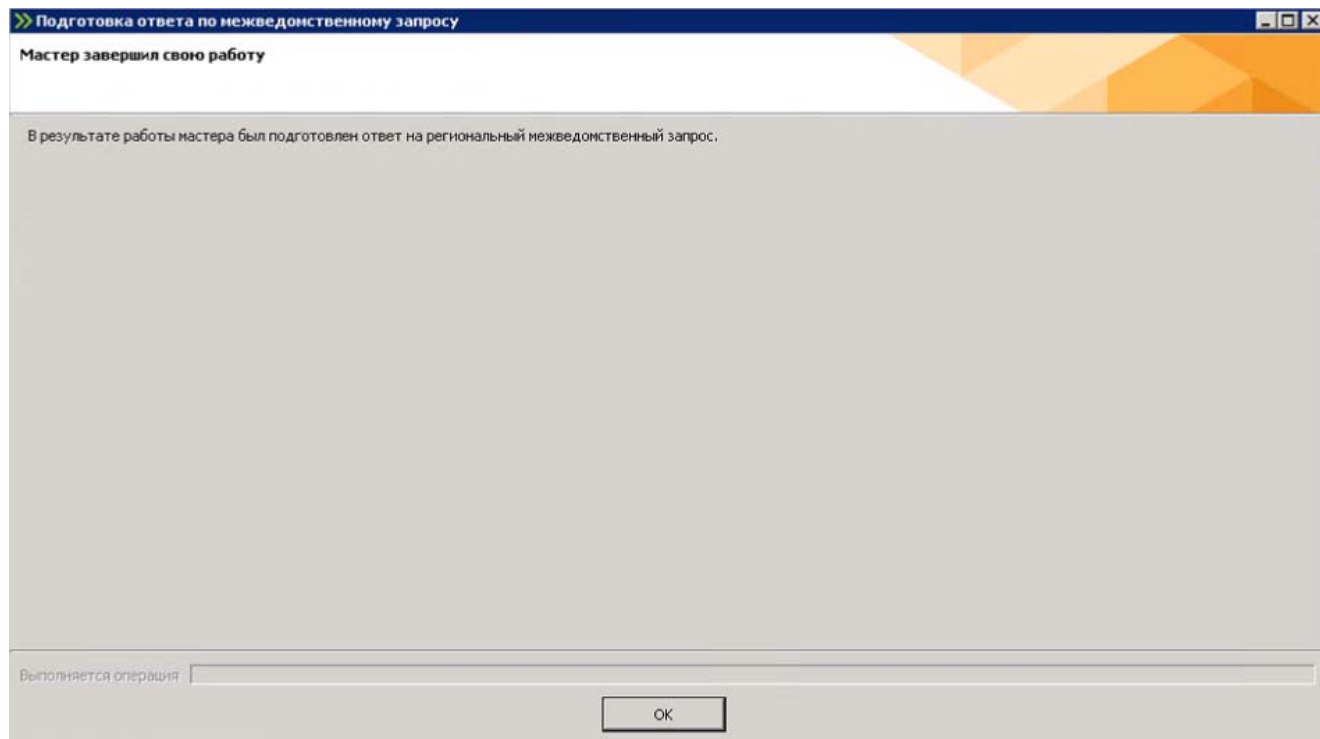 Подготовка ответа по межведомственному запросу
Мастер завершил свою работу
В результате работы мастера был подготовлен ответ на региональный межведомственный запрос.
Выполняется операция
OK